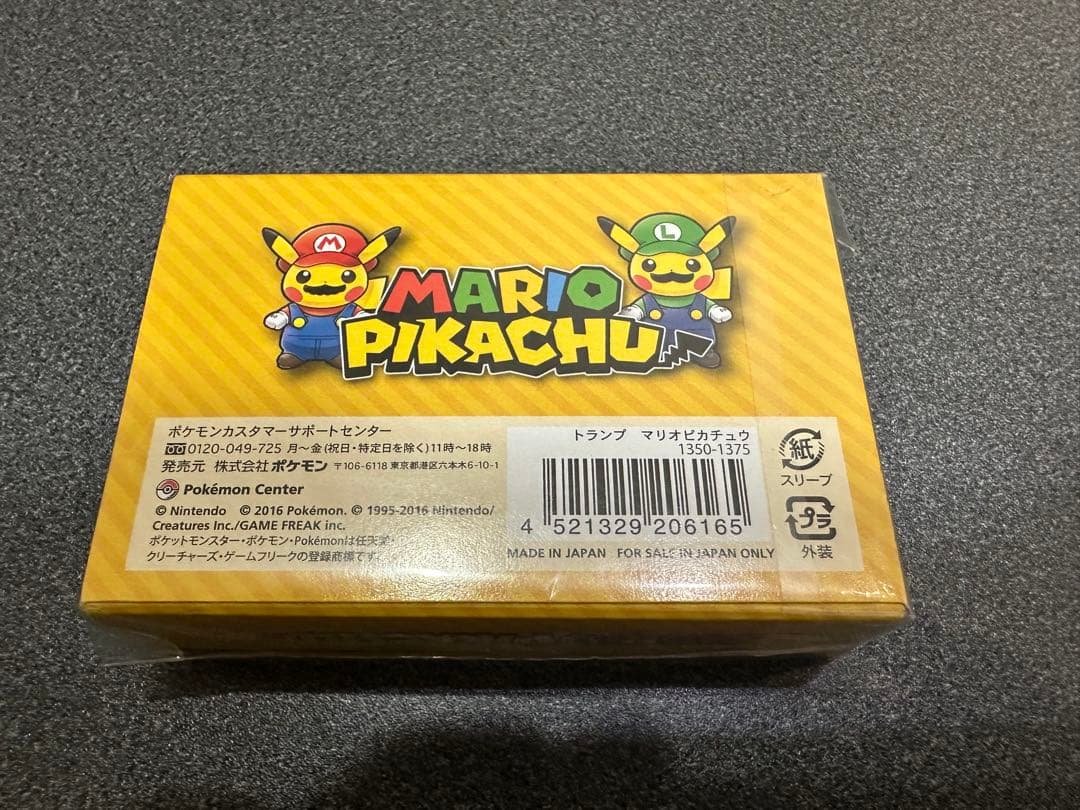 M
L
MARIO
PIKACHU
ポケモンカスタマーサポートセンター
0120-049-725 月～金(祝日・特定日を除く)11時～18時
発売元 株式会社ポケモン 〒106-6118 東京都港区六本木6-10-1
Pokémon Center
© Nintendo © 2016 Pokémon. © 1995-2016 Nintendo/
Creatures Inc./GAME FREAK inc.
ポケットモンスター・ポケモン・Pokémonは任天堂・
クリーチャーズ・ゲームフリークの登録商標です。
トランプ マリオピカチュウ
1350-1375
4 521329 206165
MADE IN JAPAN FOR SALE IN JAPAN ONLY
紙
スリーブ
プラ
外装